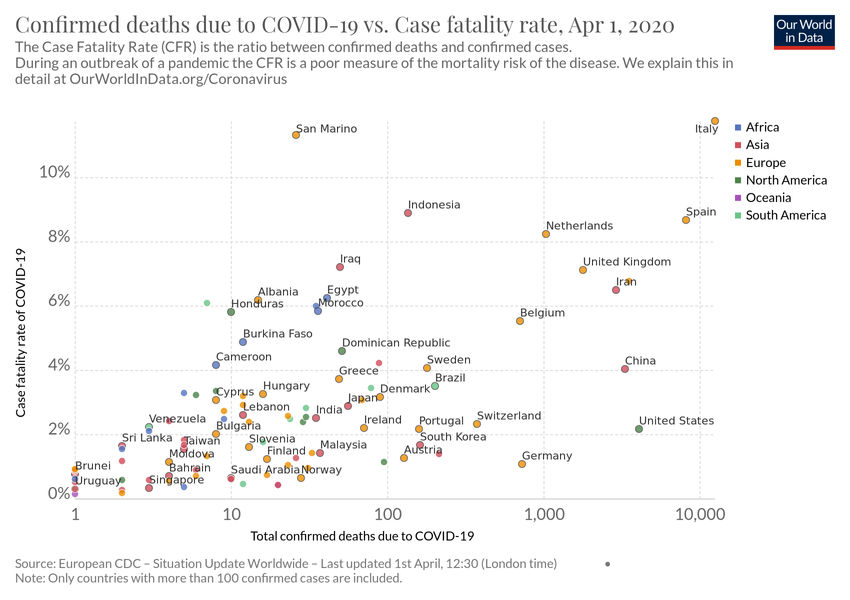 Confirmed deaths due to COVID-19 vs. Case fatality rate, Apr 1, 2020
The Case Fatality Rate (CFR) is the ratio between confirmed deaths and confirmed cases.
During an outbreak of a pandemic the CFR is a poor measure of the mortality risk of the disease. We explain this in
detail at OurWorldInData.org/Coronavirus
Our World
in Data
San Marino
Italy
Africa
Asia
Europe
North America
Oceania
South America
10%
Indonesia
Spain
8%
Netherlands
Iraq
United Kingdom
Iran
Albania
Egypt
6%
Honduras
Morocco
Belgium
Burkina Faso
Dominican Republic
Cameroon
Sweden
China
4%
Greece
Brazil
Hungary
Denmark
Cyprus
Japan
Lebanon
India
Venezuela
Bulgaria
Ireland
Portugal
Switzerland
United States
2%
Sri Lanka
Taiwan
Slovenia
South Korea
Moldova
Finland
Malaysia
Austria
Germany
Brunei
Bahrain
Saudi Arabia
Norway
Uruguay
Singapore
0%
Case fatality rate of COVID-19
1
10
100
1,000
10,000
Total confirmed deaths due to COVID-19
Source: European CDC – Situation Update Worldwide – Last updated 1st April, 12:30 (London time)
Note: Only countries with more than 100 confirmed cases are included.